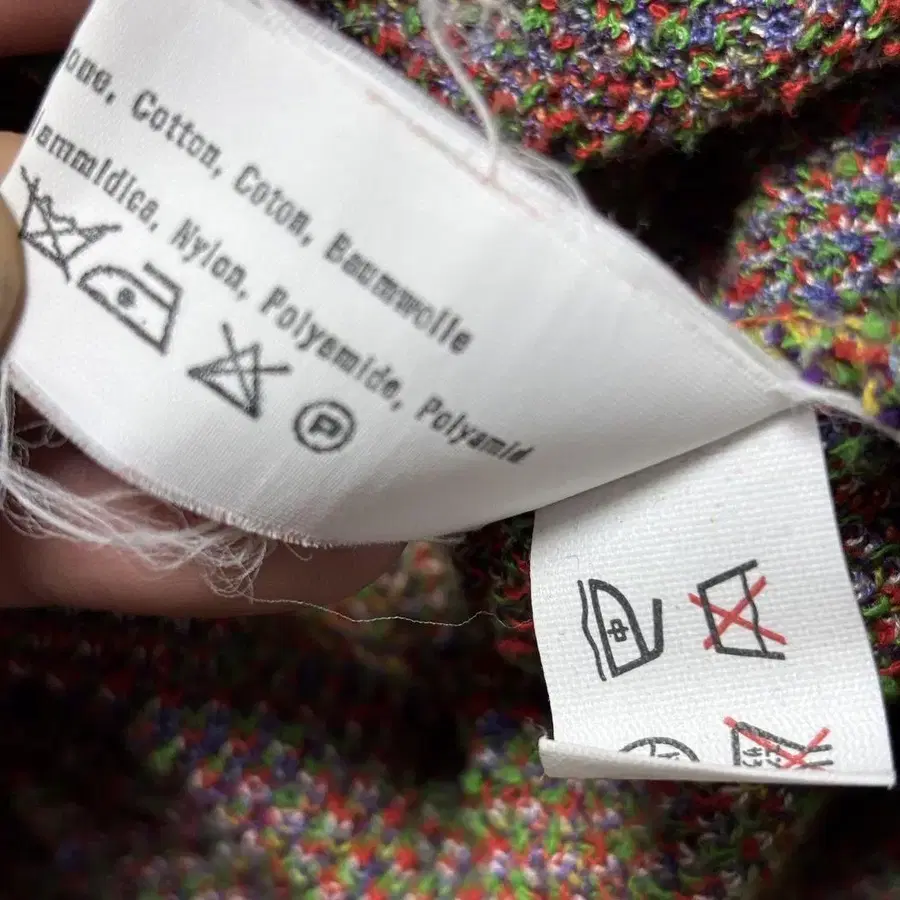 Cotton, Coton, Baumwolle
Nylon, Polyamide, Polyamid
P